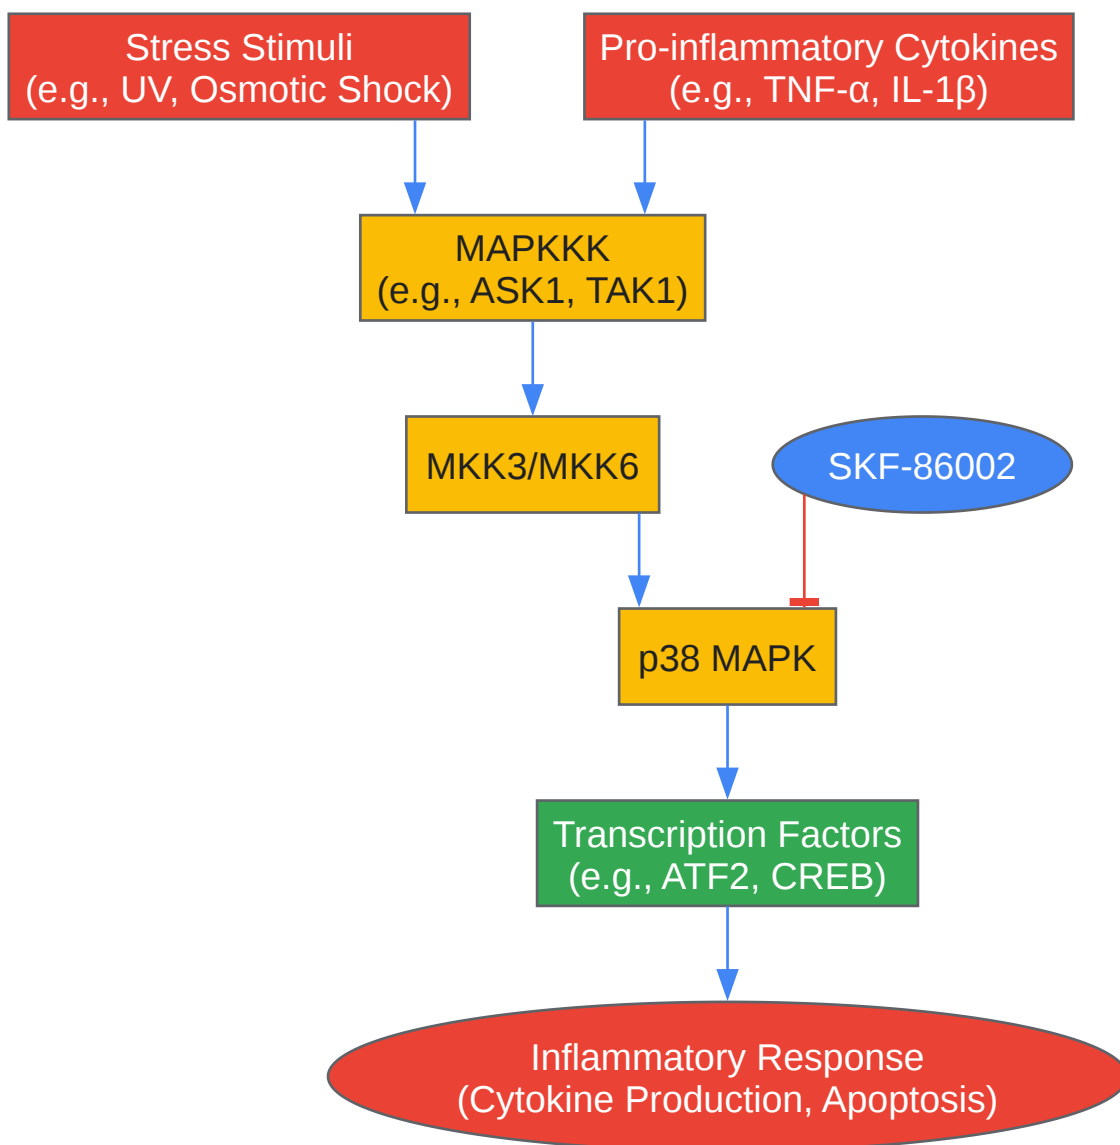 Stress Stimuli
(e.g., UV, Osmotic Shock)
Pro-inflammatory Cytokines
(e.g., TNF-α, IL-1β)
MAPKKK
(e.g., ASK1, TAK1)
MKK3/MKK6
SKF-86002
p38 MAPK
Transcription Factors
(e.g., ATF2, CREB)
Inflammatory Response
(Cytokine Production, Apoptosis)